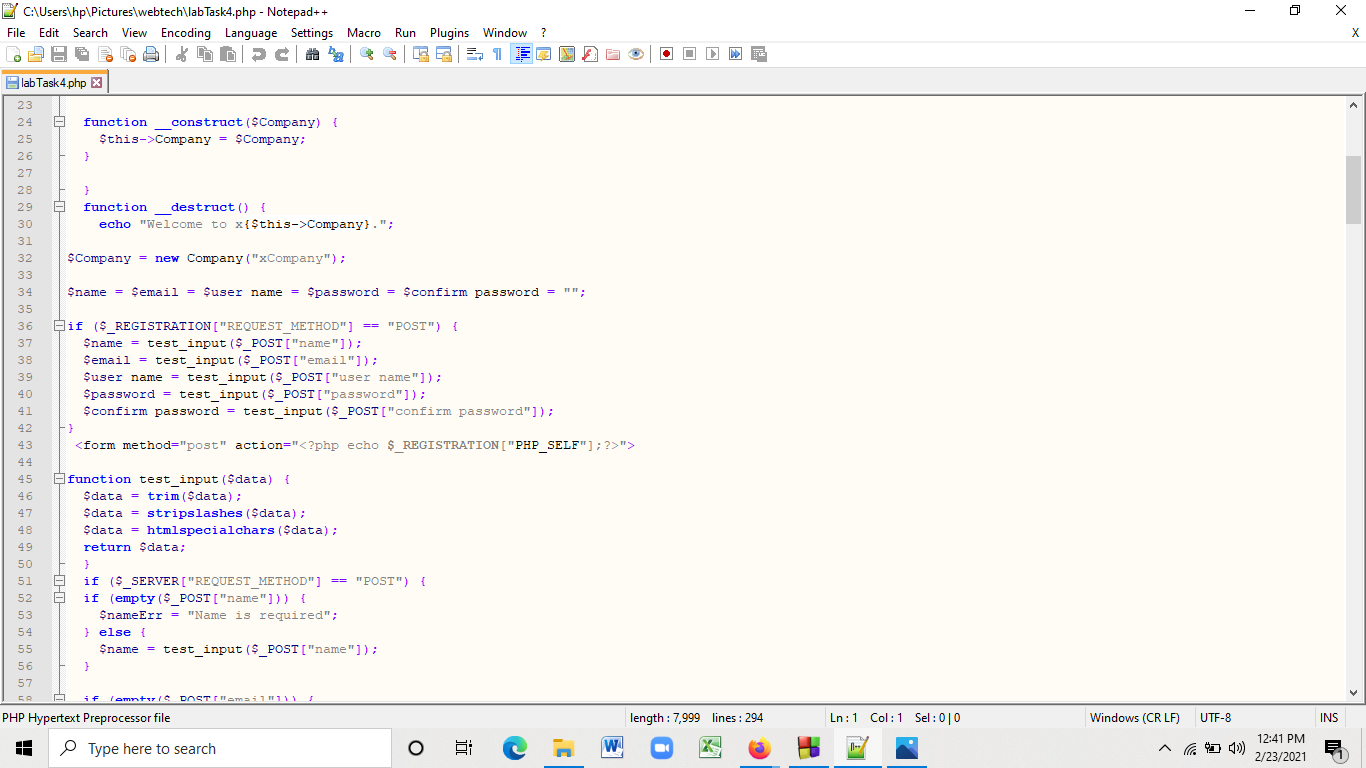 C:\Users\hp\Pictures\webtech\labTask4.php - Notepad++
File Edit Search View Encoding Language Settings Macro Run Plugins Window ? X
labTask4.php
23
24 function __construct($Company) {
25 $this->Company = $Company;
26 }
27
28 }
29 function __destruct() {
30 echo "Welcome to x{$this->Company}.";
31
32 $Company = new Company("xCompany");
33
34 $name = $email = $user name = $password = $confirm password = "";
35
36 if ($_REGISTRATION["REQUEST_METHOD"] == "POST") {
37 $name = test_input($_POST["name"]);
38 $email = test_input($_POST["email"]);
39 $user name = test_input($_POST["user name"]);
40 $password = test_input($_POST["password"]);
41 $confirm password = test_input($_POST["confirm password"]);
42 }
43 <form method="post" action="<?php echo $_REGISTRATION["PHP_SELF"];?>">
44
45 function test_input($data) {
46 $data = trim($data);
47 $data = stripslashes($data);
48 $data = htmlspecialchars($data);
49 return $data;
50 }
51 if ($_SERVER["REQUEST_METHOD"] == "POST") {
52 if (empty($_POST["name"])) {
53 $nameErr = "Name is required";
54 } else {
55 $name = test_input($_POST["name"]);
56 }
57
58 if (empty($_POST["email"])) {
PHP Hypertext Preprocessor file length : 7,999 lines : 294 Ln : 1 Col : 1 Sel : 0 | 0 Windows (CR LF) UTF-8 INS
Type here to search
12:41 PM
2/23/2021
1